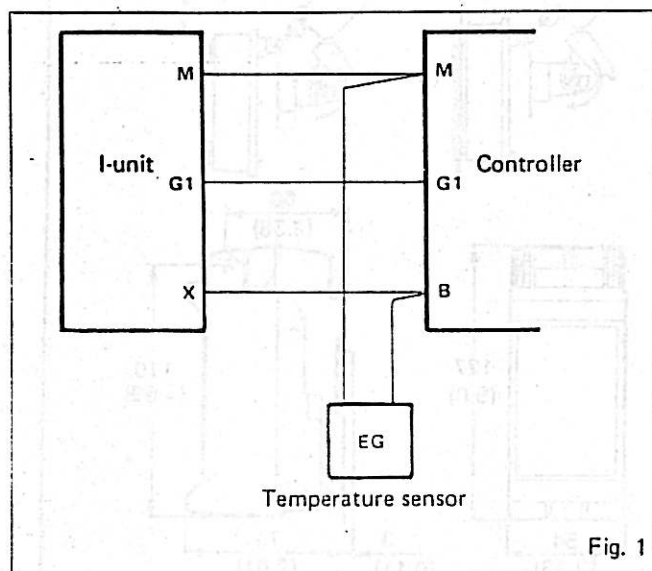 M M
I-unit Controller
G1 G1
X B
EG
Temperature sensor
Fig. 1